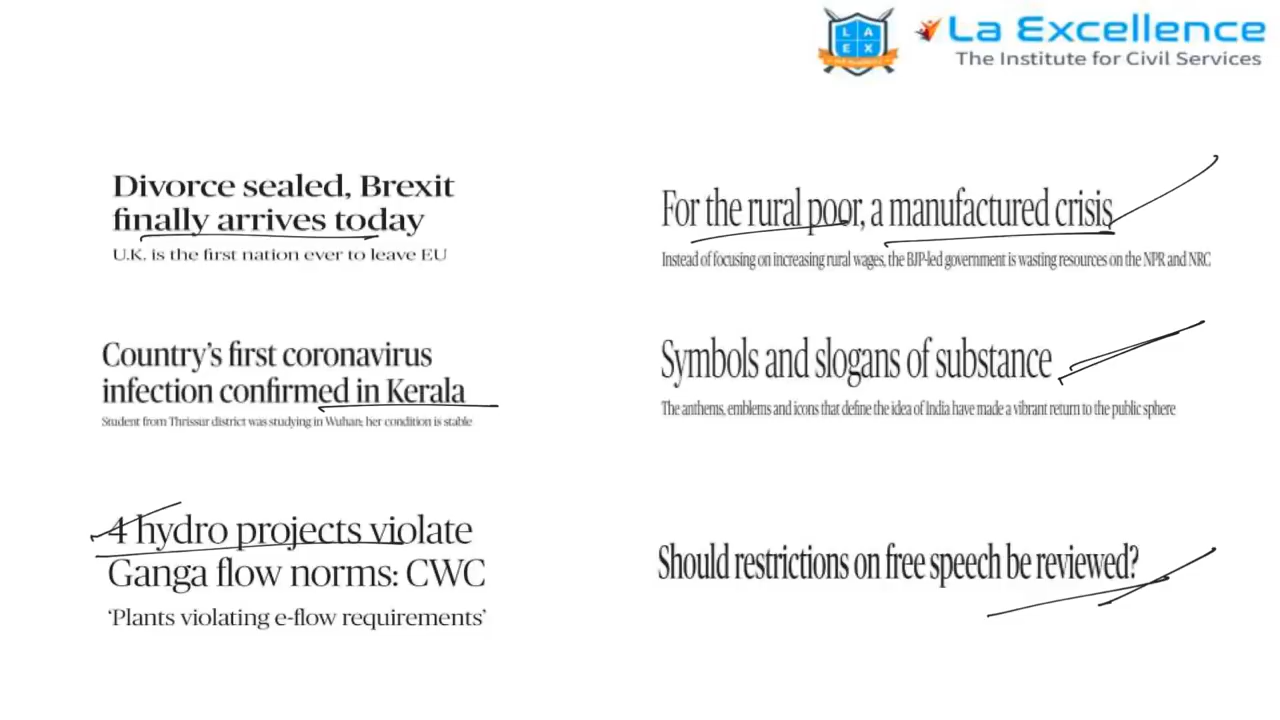 LA
EX
La Excellence
The Institute for Civil Services
Divorce sealed, Brexit
finally arrives today
U.K. is the first nation ever to leave EU
Country's first coronavirus
infection confirmed in Kerala
Student from Thrissur district was studying in Wuhan; her condition is stable
4 hydro projects violate
Ganga flow norms: CWC
‘Plants violating e-flow requirements’
For the rural poor, a manufactured crisis
Instead of focusing on increasing rural wages, the BJP-led government is wasting resources on the NPR and NRC
Symbols and slogans of substance
The anthems, emblems and icons that define the idea of India have made a vibrant return to the public sphere
Should restrictions on free speech be reviewed?